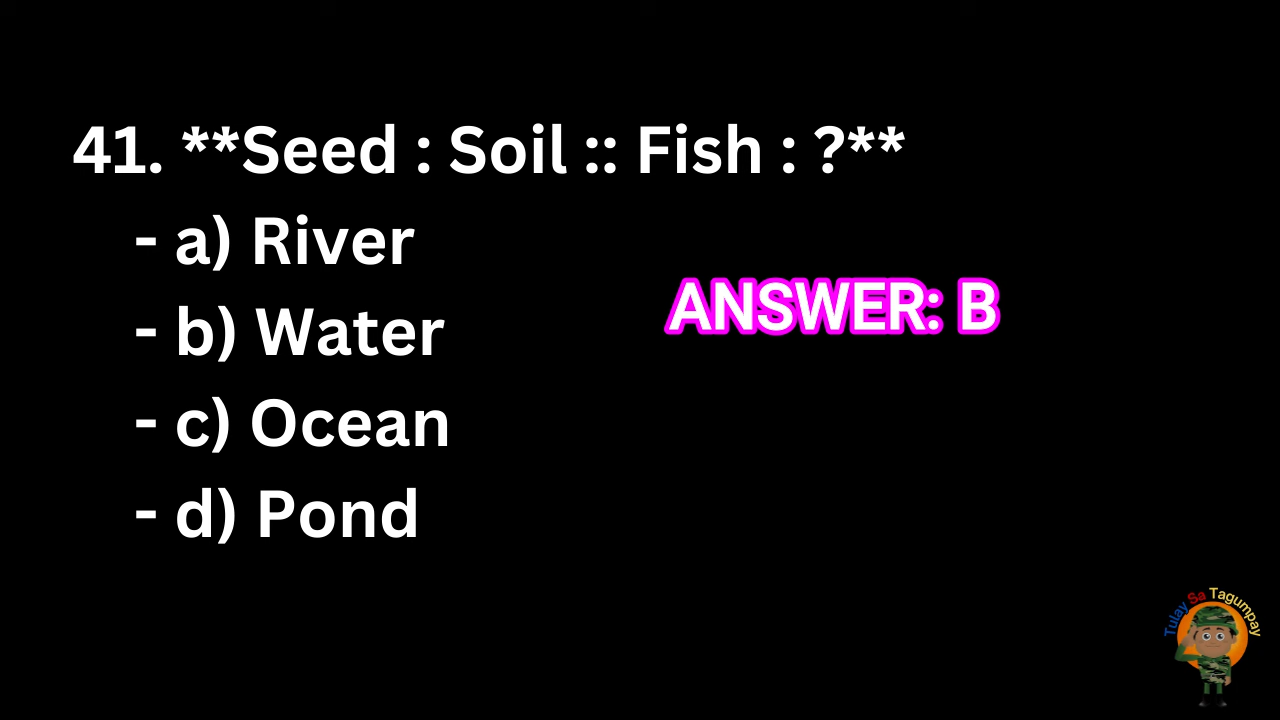 41. **Seed : Soil :: Fish : ?**
- a) River
- b) Water
- c) Ocean
- d) Pond
ANSWER: B
Tulay Sa Tagumpay